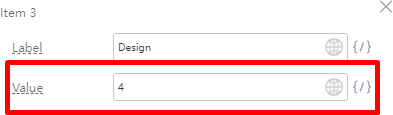 Item 3
Label Design {/}
Value 4 {/}